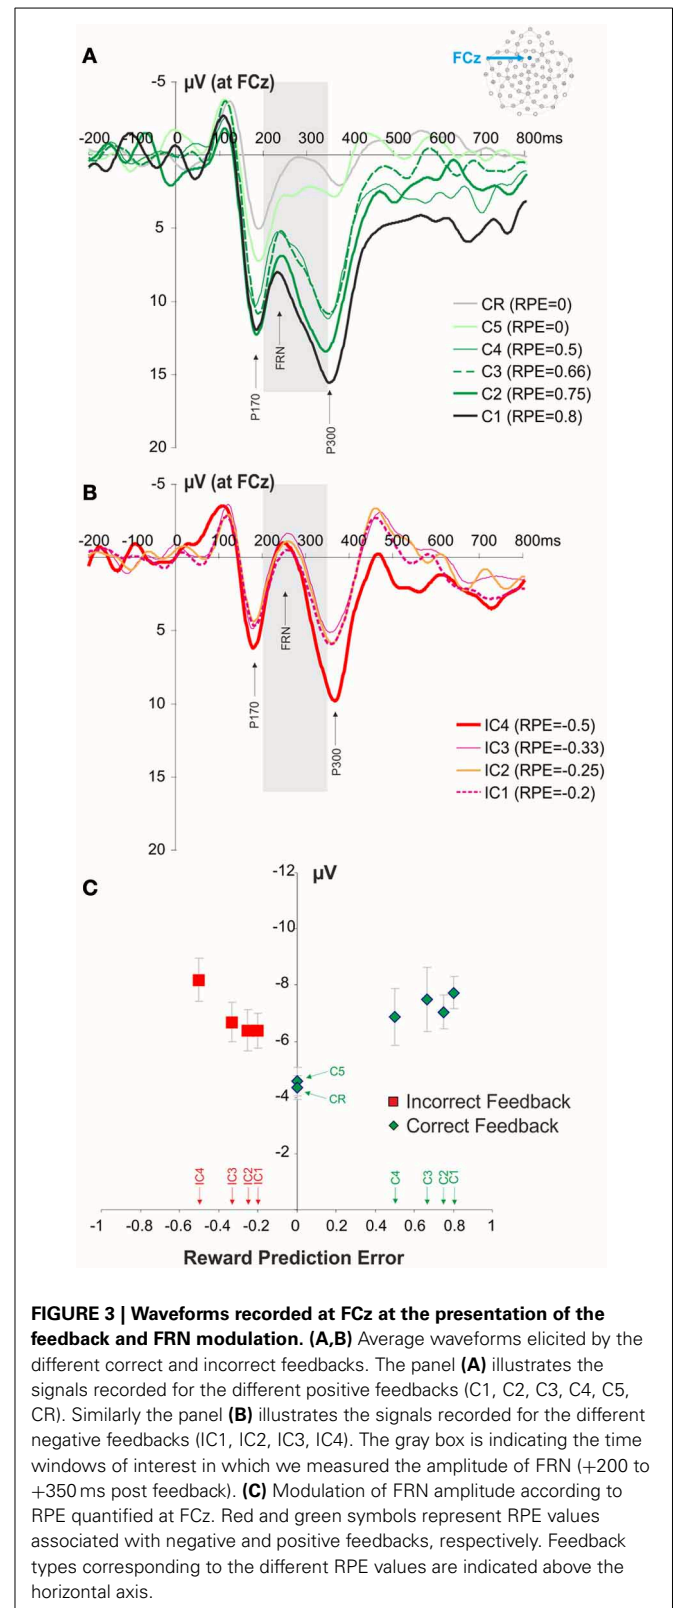 A
FCz
-5
µV (at FCz)
-200 -100 0 100 200 300 400 500 600 700 800ms
5
10
15
20
P170
FRN
P300
CR (RPE=0)
C5 (RPE=0)
C4 (RPE=0.5)
C3 (RPE=0.66)
C2 (RPE=0.75)
C1 (RPE=0.8)
B
-5
µV (at FCz)
-200 -100 0 100 200 300 400 500 600 700 800ms
5
10
15
20
P170
FRN
P300
IC4 (RPE=-0.5)
IC3 (RPE=-0.33)
IC2 (RPE=-0.25)
IC1 (RPE=-0.2)
C
-12
µV
-10
-8
-6
-4
-2
C5
CR
Incorrect Feedback
Correct Feedback
IC4 IC3 IC2 IC1 C4 C3 C2 C1
-1 -0.8 -0.6 -0.4 -0.2 0 0.2 0.4 0.6 0.8 1
Reward Prediction Error
FIGURE 3 | Waveforms recorded at FCz at the presentation of the
feedback and FRN modulation. (A,B) Average waveforms elicited by the
different correct and incorrect feedbacks. The panel (A) illustrates the
signals recorded for the different positive feedbacks (C1, C2, C3, C4, C5,
CR). Similarly the panel (B) illustrates the signals recorded for the different
negative feedbacks (IC1, IC2, IC3, IC4). The gray box is indicating the time
windows of interest in which we measured the amplitude of FRN (+200 to
+350 ms post feedback). (C) Modulation of FRN amplitude according to
RPE quantified at FCz. Red and green symbols represent RPE values
associated with negative and positive feedbacks, respectively. Feedback
types corresponding to the different RPE values are indicated above the
horizontal axis.